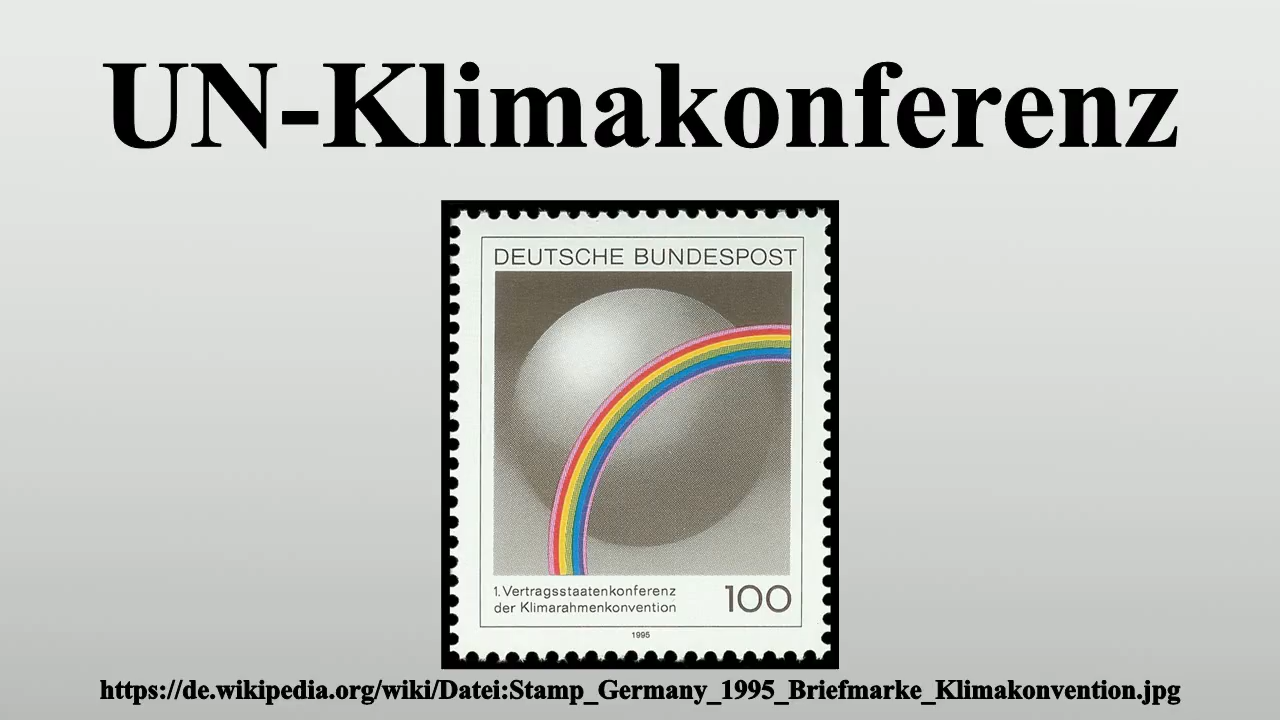 UN-Klimakonferenz
DEUTSCHE BUNDESPOST
1.Vertragsstaatenkonferenz
der Klimarahmenkonvention
100
1995
https://de.wikipedia.org/wiki/Datei:Stamp_Germany_1995_Briefmarke_Klimakonvention.jpg